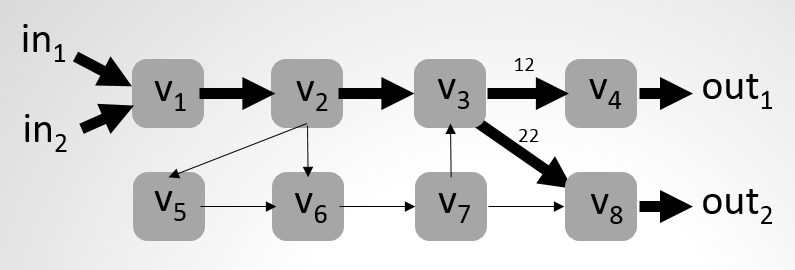 in₁
in₂
v₁
v₂
v₃
12
v₄
out₁
22
v₅
v₆
v₇
v₈
out₂